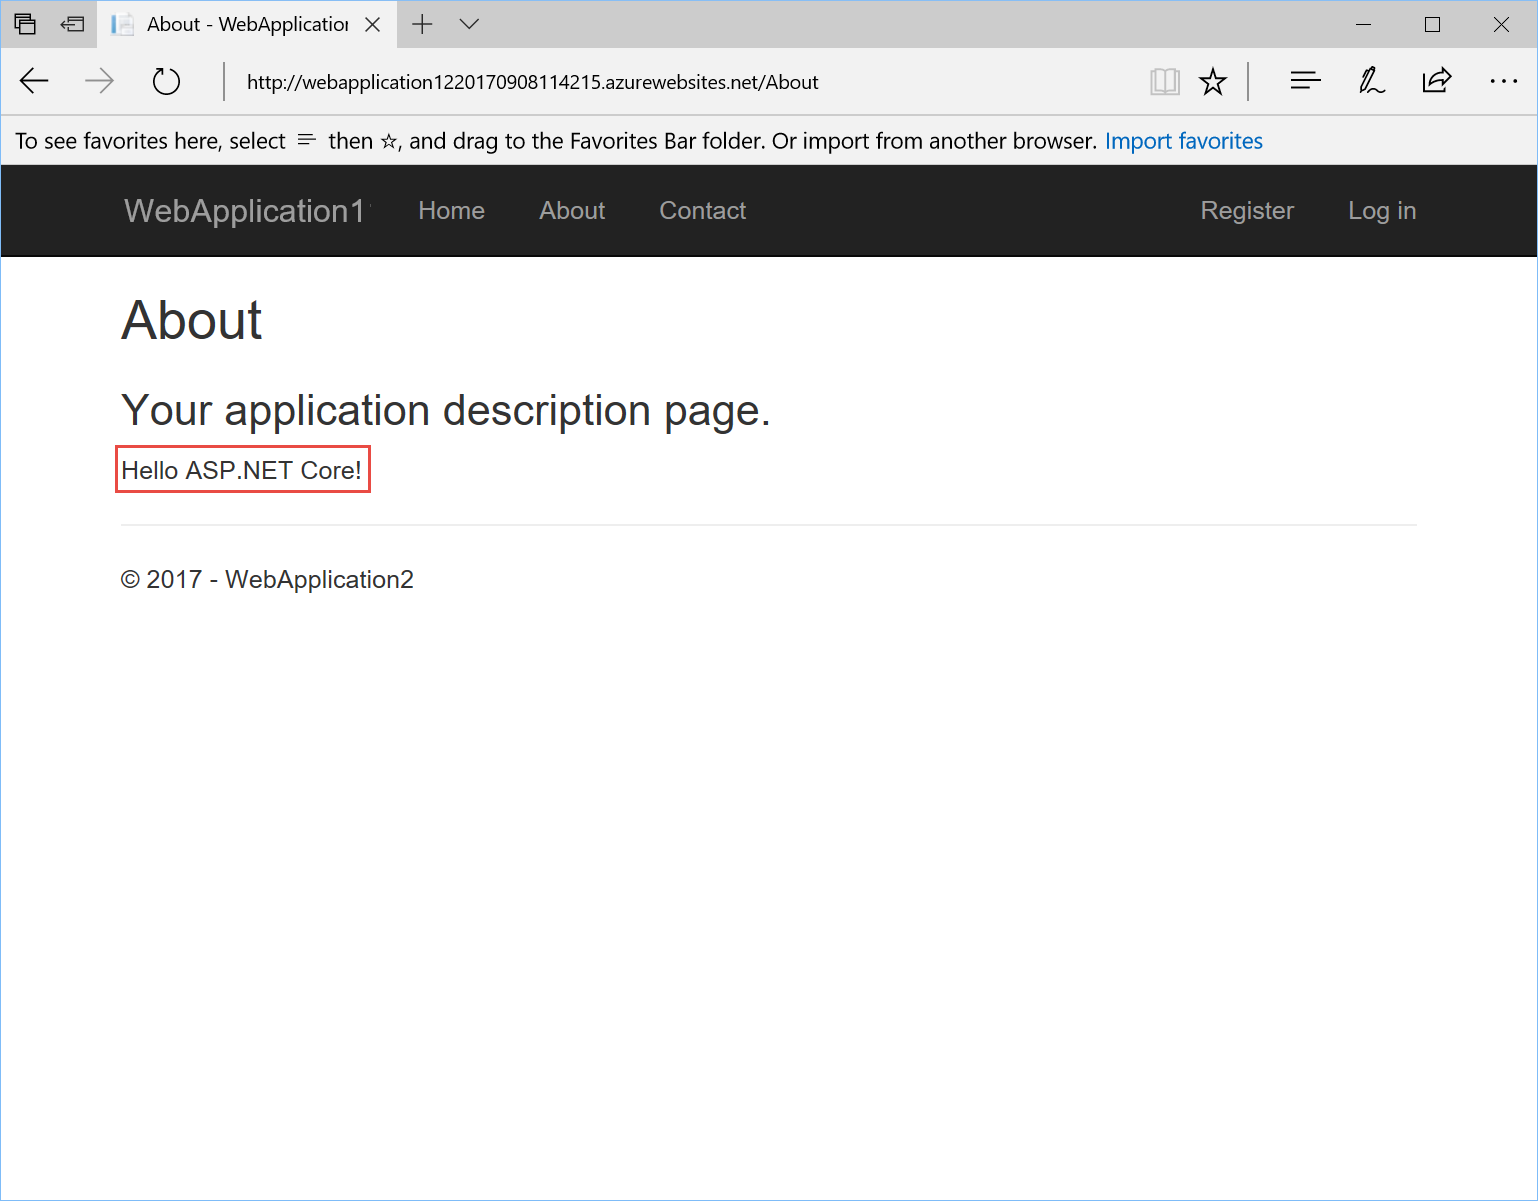 About - WebApplication
http://webapplication1220170908114215.azurewebsites.net/About
To see favorites here, select then ☆, and drag to the Favorites Bar folder. Or import from another browser. Import favorites
WebApplication1 Home About Contact Register Log in
About
Your application description page.
Hello ASP.NET Core!
© 2017 - WebApplication2